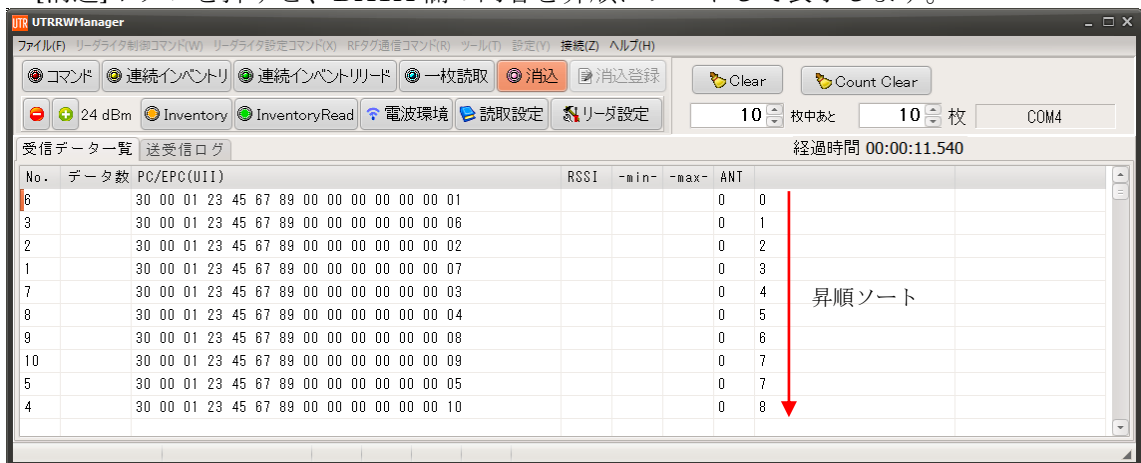 UTRRWManager
ファイル(F) リーダライタ制御コマンド(W) リーダライタ設定コマンド(X) RFタグ通信コマンド(R) ツール(T) 設定(Y) 接続(Z) ヘルプ(H)
コマンド 連続インベントリ 連続インベントリリード 一枚読取 消込 消込登録 Clear Count Clear
24 dBm Inventory InventoryRead 電波環境 読取設定 リーダ設定 10 枚中あと 10 枚 COM4
受信データ一覧 送受信ログ 経過時間 00:00:11.540
No. データ数 PC/EPC(UII) RSSI -min- -max- ANT
6 30 00 01 23 45 67 89 00 00 00 00 00 00 01 0 0
3 30 00 01 23 45 67 89 00 00 00 00 00 00 06 0 1
2 30 00 01 23 45 67 89 00 00 00 00 00 00 02 0 2
1 30 00 01 23 45 67 89 00 00 00 00 00 00 07 0 3
7 30 00 01 23 45 67 89 00 00 00 00 00 00 03 0 4
昇順ソート
8 30 00 01 23 45 67 89 00 00 00 00 00 00 04 0 5
9 30 00 01 23 45 67 89 00 00 00 00 00 00 08 0 6
10 30 00 01 23 45 67 89 00 00 00 00 00 00 09 0 7
5 30 00 01 23 45 67 89 00 00 00 00 00 00 05 0 7
4 30 00 01 23 45 67 89 00 00 00 00 00 00 10 0 8